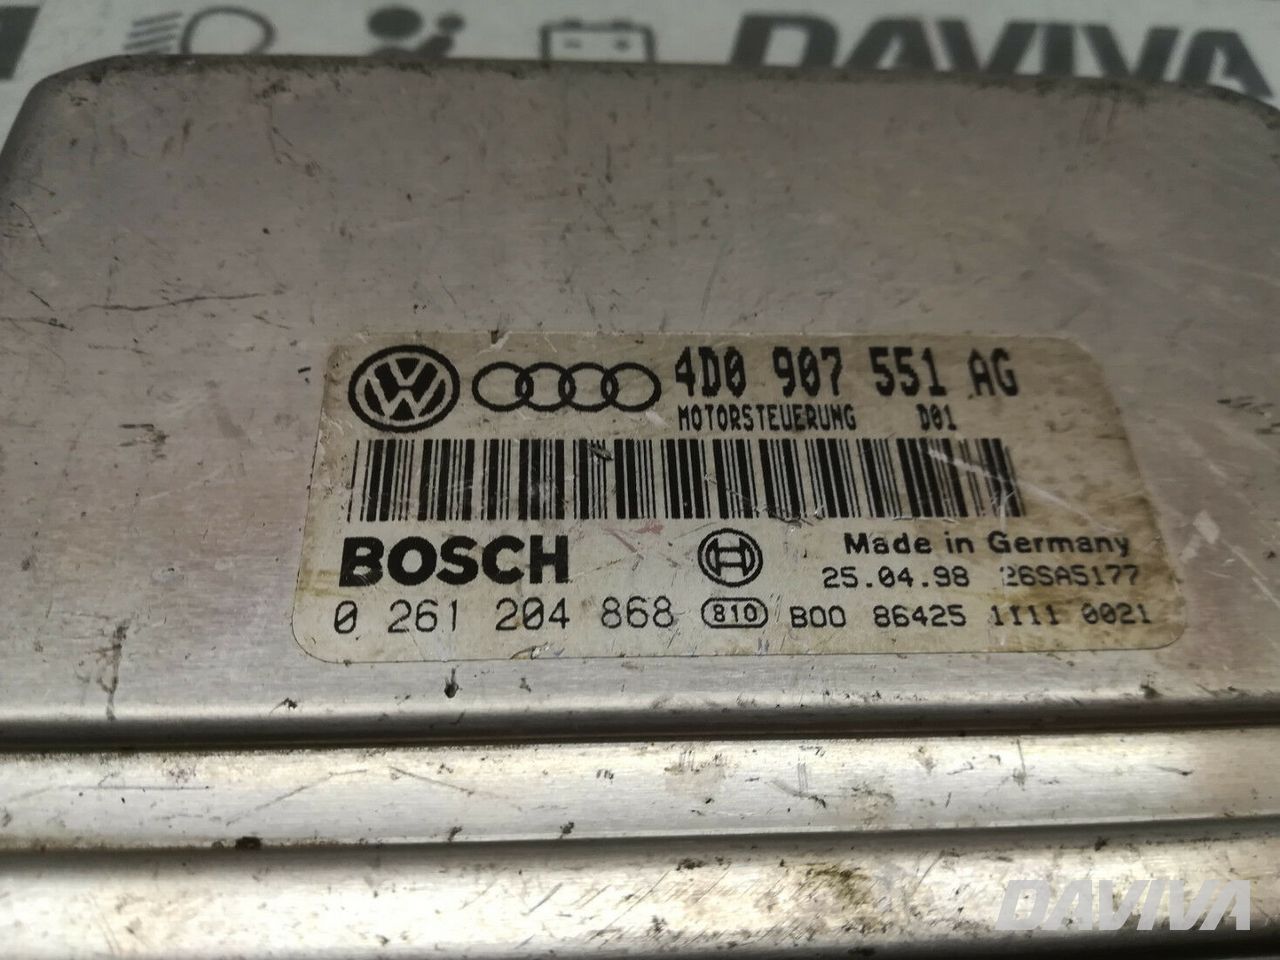 DAVIVA
4D0 907 551 AG
MOTORSTEUERUNG D01
BOSCH
Made in Germany
25.04.98 26SA5177
0 261 204 868 810 B00 86425 1111 0021
DAVIVA